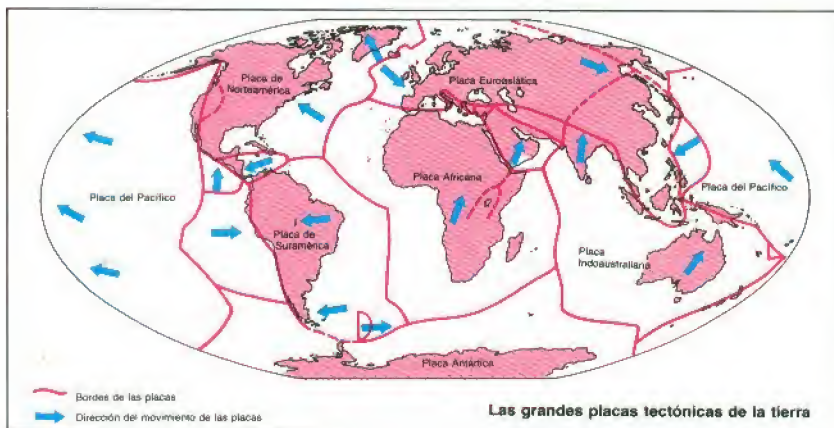 Placa de
Norteamérica
Placa Euroasiática
Placa del Pacífico
Placa Africana
Placa del Pacífico
Placa de
Suramérica
Placa
Indoaustraliana
Placa Antártica
Bordes de las placas
Dirección del movimiento de las placas
Las grandes placas tectónicas de la tierra